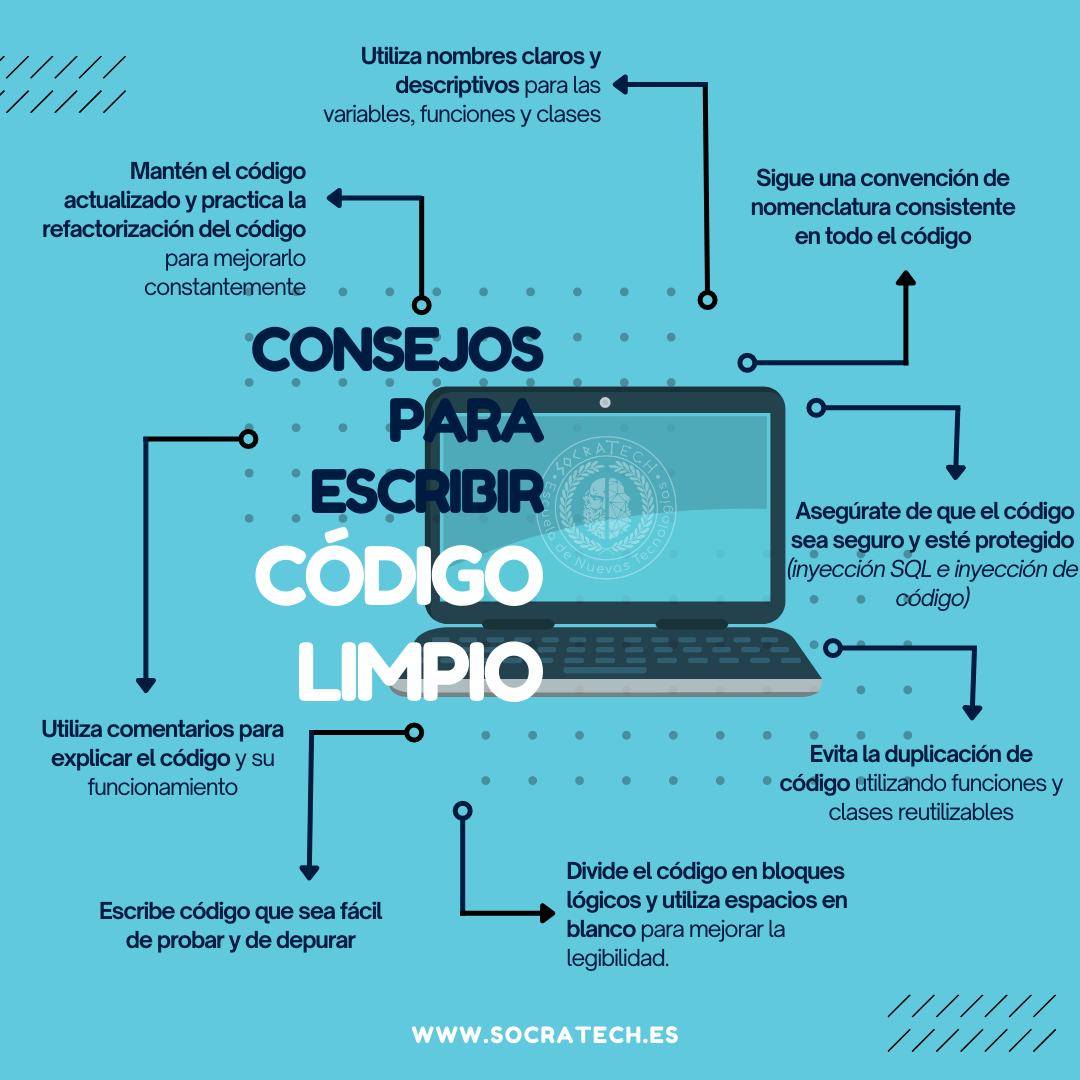 Utiliza nombres claros y
descriptivos para las
variables, funciones y clases
Mantén el código
actualizado y practica la
refactorización del código
para mejorarlo
constantemente
Sigue una convención de
nomenclatura consistente
en todo el código
CONSEJOS
PARA
ESCRIBIR
CÓDIGO
LIMPIO
SOCRATECH
Escuela de Nuevas Tecnologías
Asegúrate de que el código
sea seguro y esté protegido
(inyección SQL e inyección de
código)
Utiliza comentarios para
explicar el código y su
funcionamiento
Evita la duplicación de
código utilizando funciones y
clases reutilizables
Escribe código que sea fácil
de probar y de depurar
Divide el código en bloques
lógicos y utiliza espacios en
blanco para mejorar la
legibilidad.
WWW.SOCRATECH.ES